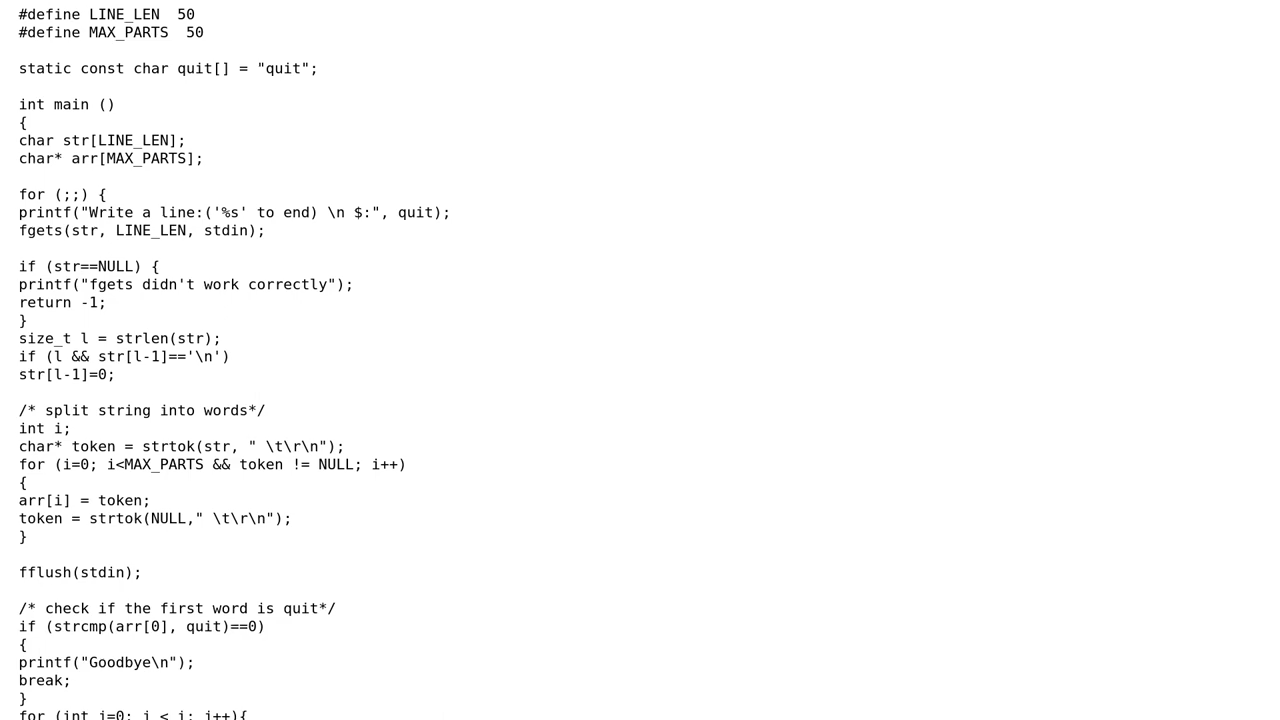 #define LINE_LEN  50
#define MAX_PARTS  50

static const char quit[] = "quit";

int main ()
{
char str[LINE_LEN];
char* arr[MAX_PARTS];

for (;;) {
printf("Write a line:('%s' to end) \n $:", quit);
fgets(str, LINE_LEN, stdin);

if (str==NULL) {
printf("fgets didn't work correctly");
return -1;
}
size_t l = strlen(str);
if (l && str[l-1]=='\n')
str[l-1]=0;

/* split string into words*/
int i;
char* token = strtok(str, " \t\r\n");
for (i=0; i<MAX_PARTS && token != NULL; i++)
{
arr[i] = token;
token = strtok(NULL," \t\r\n");
}

fflush(stdin);

/* check if the first word is quit*/
if (strcmp(arr[0], quit)==0)
{
printf("Goodbye\n");
break;
}
for (int j=0; j < i; j++){